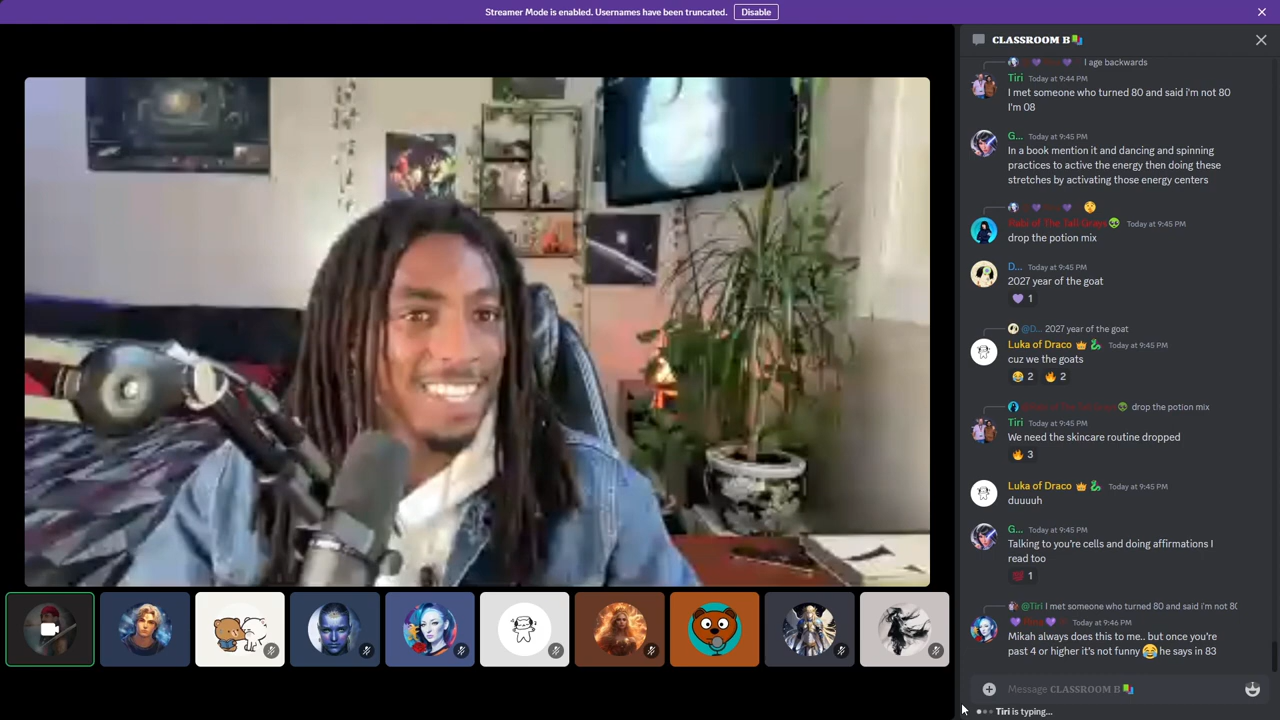 Streamer Mode is enabled. Usernames have been truncated. Disable
CLASSROOM B
I age backwards
Tiri Today at 9:44 PM
I met someone who turned 80 and said i'm not 80
I'm 08
G... Today at 9:45 PM
In a book mention it and dancing and spinning
practices to active the energy then doing these
stretches by activating those energy centers
Rabi of The Tall Grays Today at 9:45 PM
drop the potion mix
D... Today at 9:45 PM
2027 year of the goat
1
@D... 2027 year of the goat
Luka of Draco Today at 9:45 PM
cuz we the goats
2 2
drop the potion mix
Tiri Today at 9:45 PM
We need the skincare routine dropped
3
Luka of Draco Today at 9:45 PM
duuuuh
G... Today at 9:45 PM
Talking to you're cells and doing affirmations I
read too
1
@Tiri I met someone who turned 80 and said i'm not 80
Today at 9:46 PM
Mikah always does this to me.. but once you're
past 4 or higher it's not funny 😂 he says in 83
Message CLASSROOM B
Tiri is typing...